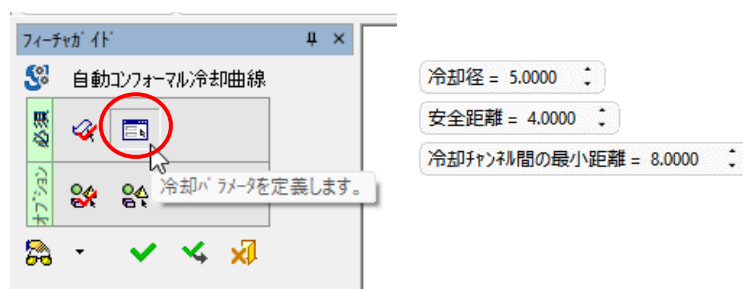 フィーチャガイド
自動コンフォーマル冷却曲線
必須
オプション
冷却パラメータを定義します。
冷却径 = 5.0000
安全距離 = 4.0000
冷却チャンネル間の最小距離 = 8.0000